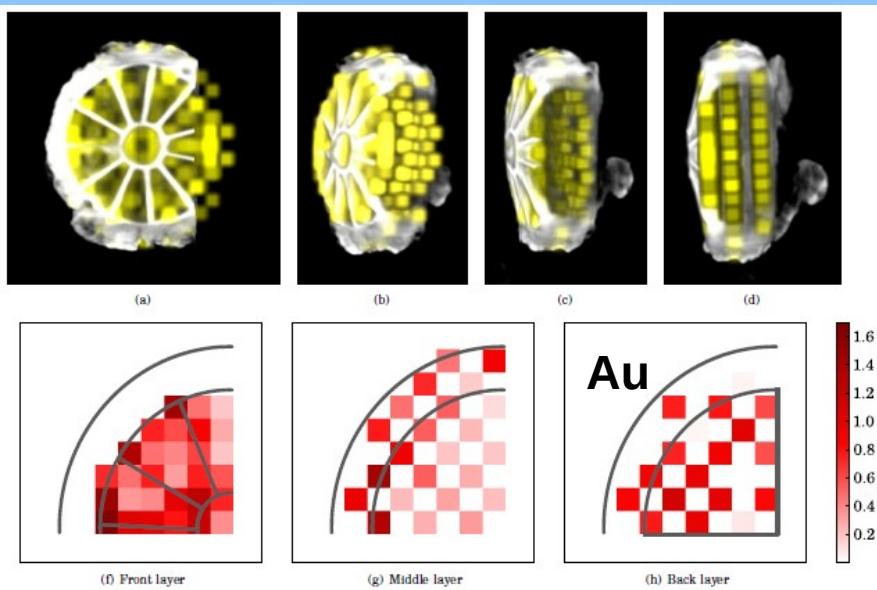 (a)
(b)
(c)
(d)
Au
1.6
1.4
1.2
1.0
0.8
0.6
0.4
0.2
(f) Front layer
(g) Middle layer
(h) Back layer